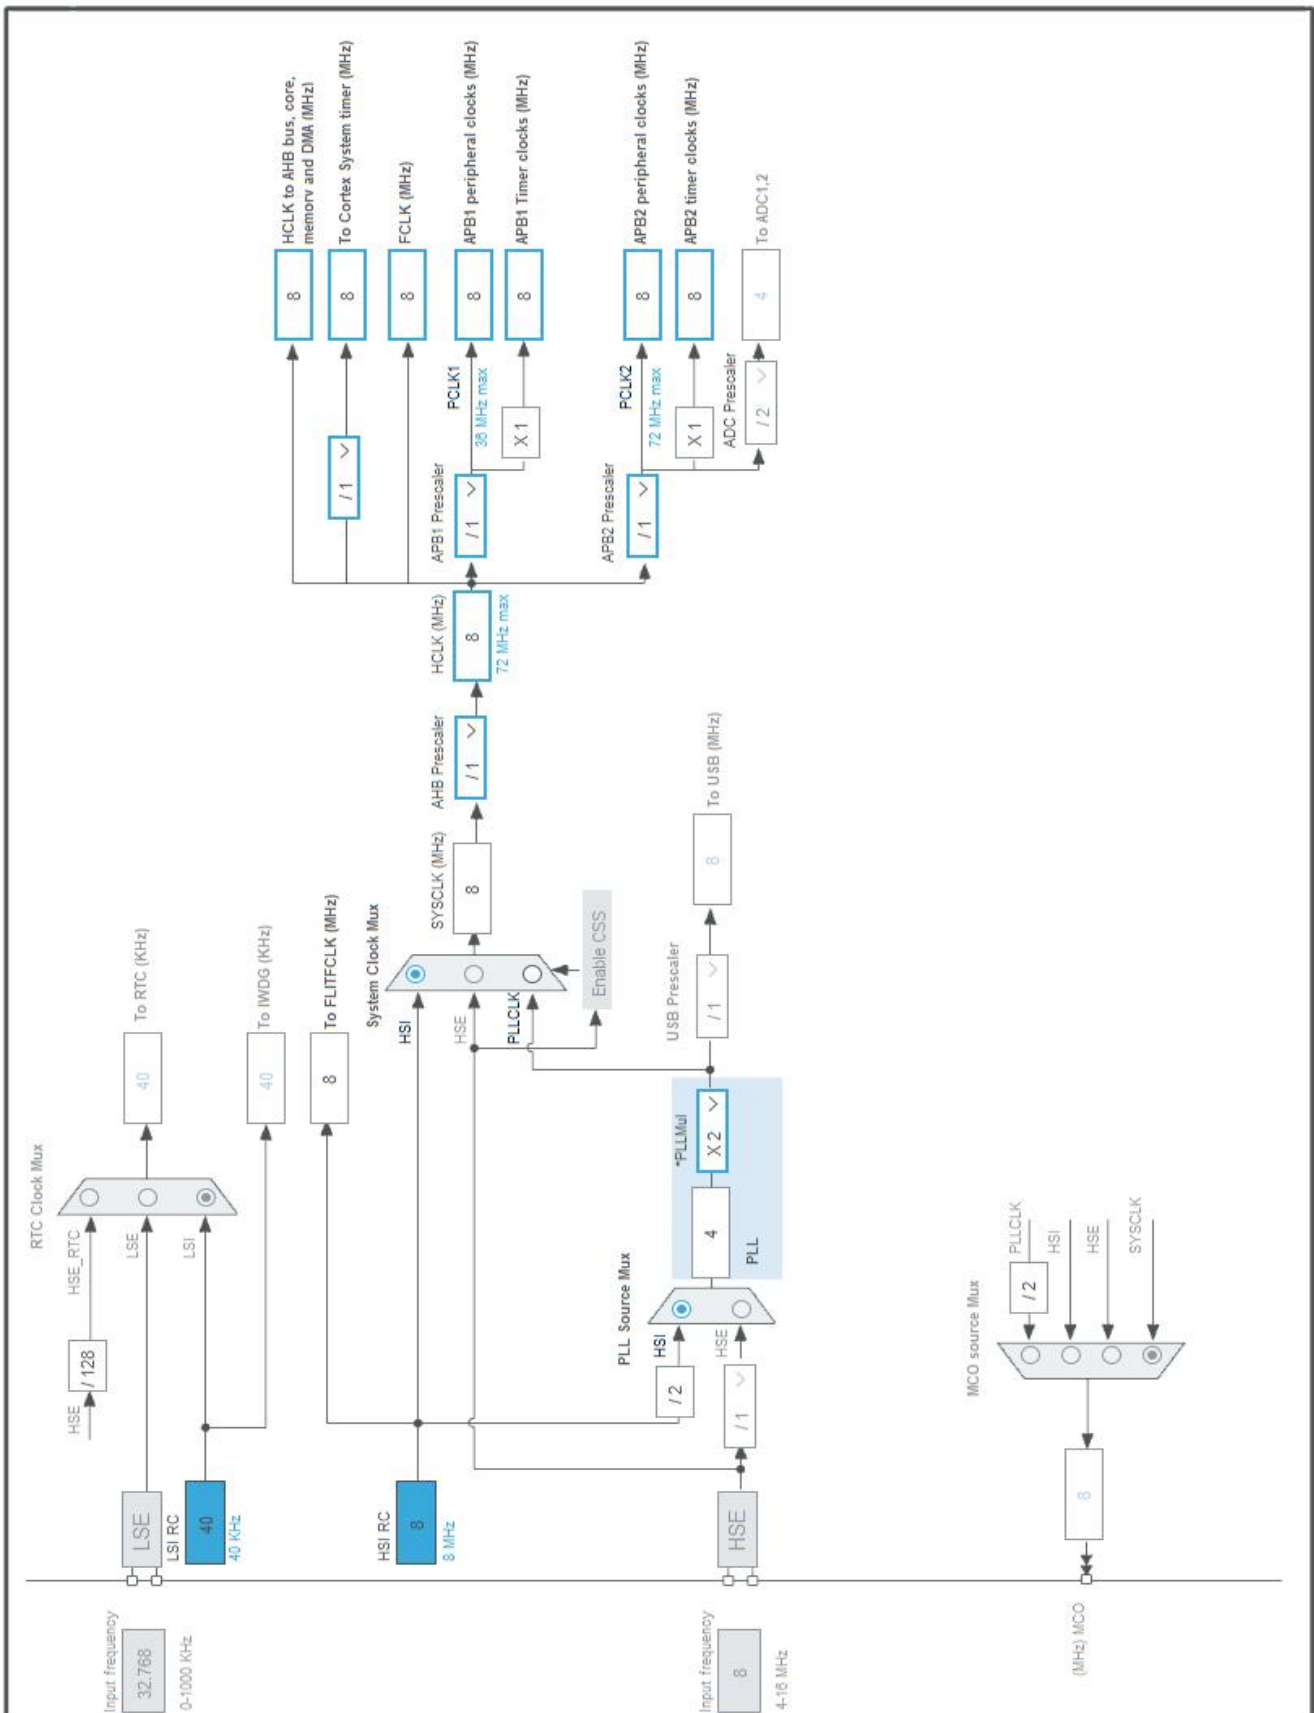 RTC Clock Mux
HSE
/ 128
HSE_RTC
Input frequency
32.768
0-1000 KHz
LSE
LSE
40
To RTC (KHz)
LSI RC
40
40 KHz
LSI
40
To IWDG (KHz)
8
To FLITFCLK (MHz)
HSI RC
8
8 MHz
System Clock Mux
HSI
HSE
PLLCLK
Enable CSS
SYSCLK (MHz)
8
AHB Prescaler
/ 1
HCLK (MHz)
8
72 MHz max
8
HCLK to AHB bus, core,
memory and DMA (MHz)
/ 1
8
To Cortex System timer (MHz)
8
FCLK (MHz)
APB1 Prescaler
/ 1
PCLK1
36 MHz max
8
APB1 peripheral clocks (MHz)
X 1
8
APB1 Timer clocks (MHz)
APB2 Prescaler
/ 1
PCLK2
72 MHz max
8
APB2 peripheral clocks (MHz)
X 1
8
APB2 timer clocks (MHz)
ADC Prescaler
/ 2
4
To ADC1,2
PLL Source Mux
/ 2
HSI
HSE
/ 1
4
*PLLMul
X 2
PLL
USB Prescaler
/ 1
8
To USB (MHz)
Input frequency
8
4-16 MHz
HSE
MCO source Mux
/ 2
PLLCLK
HSI
HSE
SYSCLK
8
(MHz) MCO